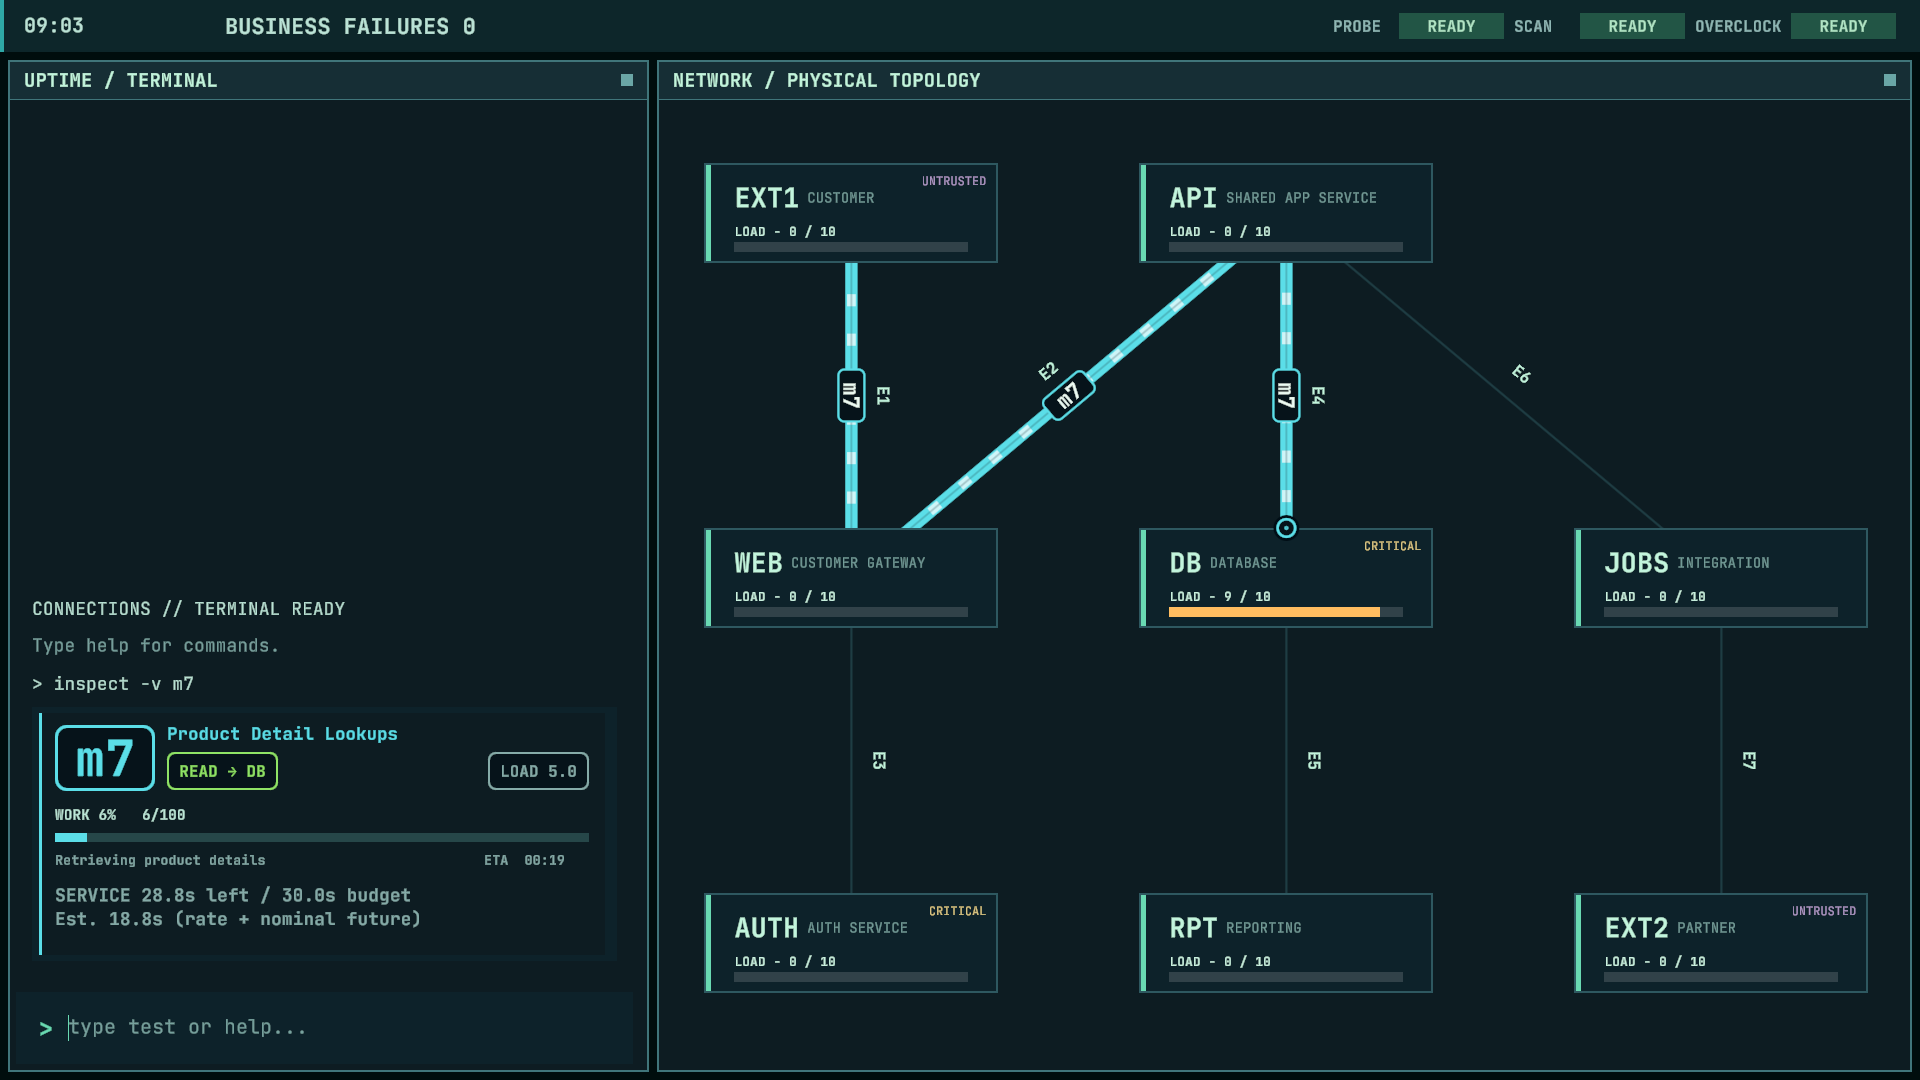 09:03
BUSINESS FAILURES 0
PROBE READY SCAN READY OVERCLOCK READY
UPTIME / TERMINAL
CONNECTIONS // TERMINAL READY
Type help for commands.
> inspect -v m7
m7
Product Detail Lookups
READ → DB
LOAD 5.0
WORK 6% 6/100
Retrieving product details
ETA 00:19
SERVICE 28.8s left / 30.0s budget
Est. 18.8s (rate + nominal future)
> type test or help...
NETWORK / PHYSICAL TOPOLOGY
UNTRUSTED
EXT1 CUSTOMER
LOAD - 0 / 10
API SHARED APP SERVICE
LOAD - 0 / 10
m7
E1
E2
m7
m7
E4
E6
WEB CUSTOMER GATEWAY
LOAD - 0 / 10
CRITICAL
DB DATABASE
LOAD - 9 / 10
JOBS INTEGRATION
LOAD - 0 / 10
E3
E5
E7
CRITICAL
AUTH AUTH SERVICE
LOAD - 0 / 10
RPT REPORTING
LOAD - 0 / 10
UNTRUSTED
EXT2 PARTNER
LOAD - 0 / 10